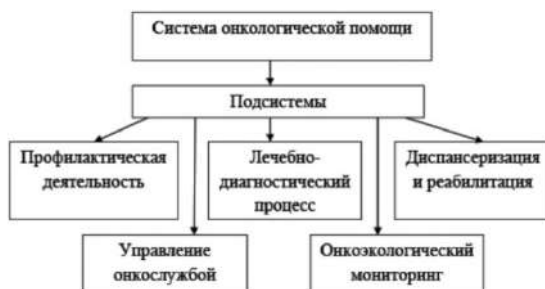 Система онкологической помощи
Подсистемы
Профилактическая
деятельность
Лечебно-
диагностический
процесс
Диспансеризация
и реабилитация
Управление
онкослужбой
Онкоэкологический
мониторинг